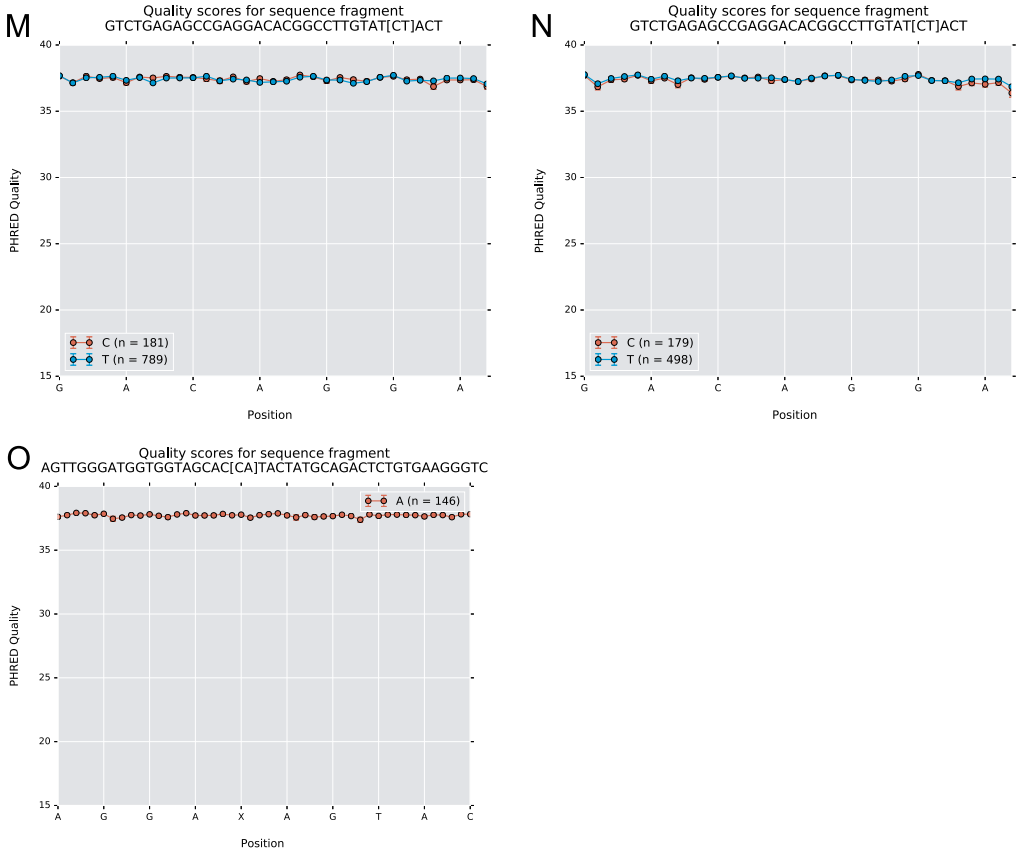 M
Quality scores for sequence fragment
GTCTGAGAGCCGAGGACACGGCCTTGTAT[CT]ACT
40
35
30
25
20
15
PHRED Quality
C (n = 181)
T (n = 789)
G A C A G G A
Position
N
Quality scores for sequence fragment
GTCTGAGAGCCGAGGACACGGCCTTGTAT[CT]ACT
40
35
30
25
20
15
PHRED Quality
C (n = 179)
T (n = 498)
G A C A G G A
Position
O
Quality scores for sequence fragment
AGTTGGGATGGTGGTAGCAC[CA]TACTATGCAGACTCTGTGAAGGGTC
40
35
30
25
20
15
PHRED Quality
A (n = 146)
A G G A X A G T A C
Position